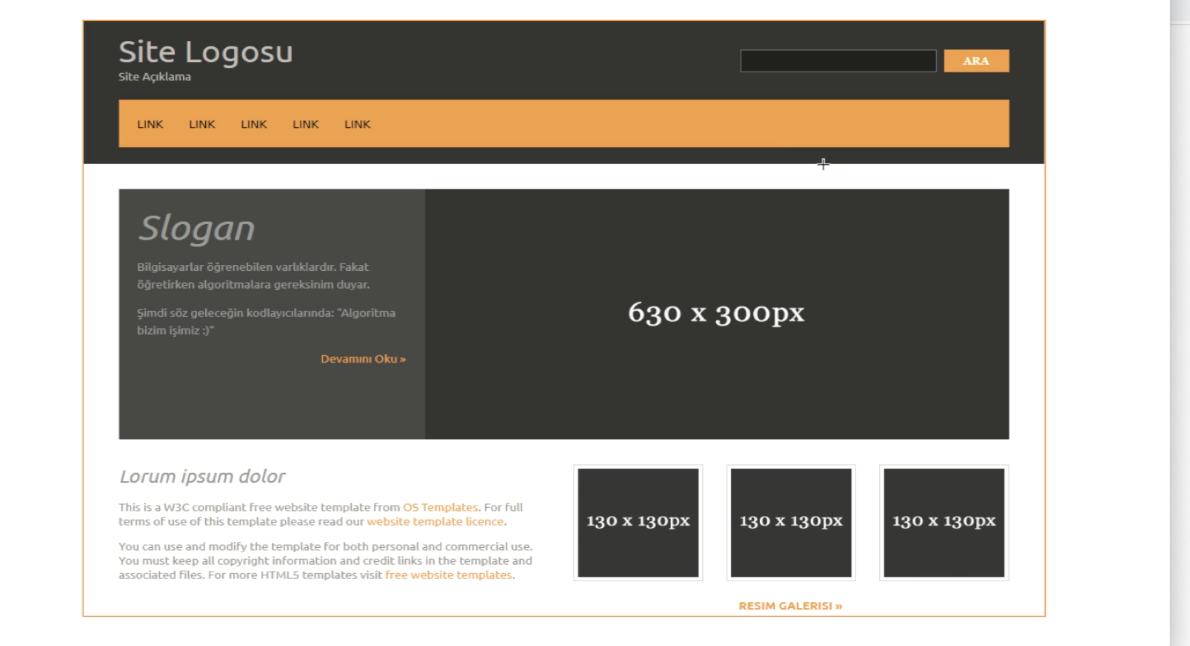 Site Logosu
Site Açıklama
ARA
LINK LINK LINK LINK LINK
Slogan
Bilgisayarlar öğrenebilen varlıklardır. Fakat
öğretirken algoritmalara gereksinim duyar.
Şimdi söz geleceğin kodlayıcılarında: "Algoritma
bizim işimiz :)"
Devamını Oku »
630 x 300px
Lorum ipsum dolor
This is a W3C compliant free website template from OS Templates. For full
terms of use of this template please read our website template licence.
You can use and modify the template for both personal and commercial use.
You must keep all copyright information and credit links in the template and
associated files. For more HTML5 templates visit free website templates.
130 x 130px 130 x 130px 130 x 130px
RESIM GALERISI »